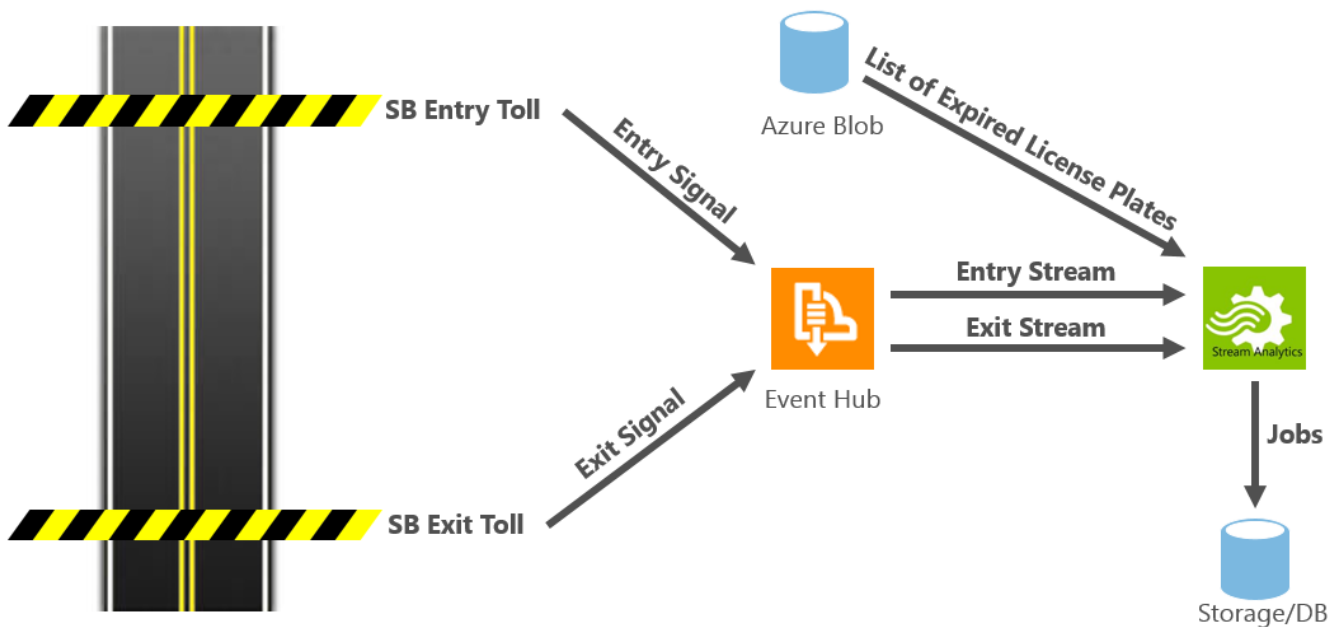 SB Entry Toll
Entry Signal
Azure Blob
List of Expired License Plates
Entry Stream
Exit Stream
Event Hub
Stream Analytics
Exit Signal
Jobs
SB Exit Toll
Storage/DB